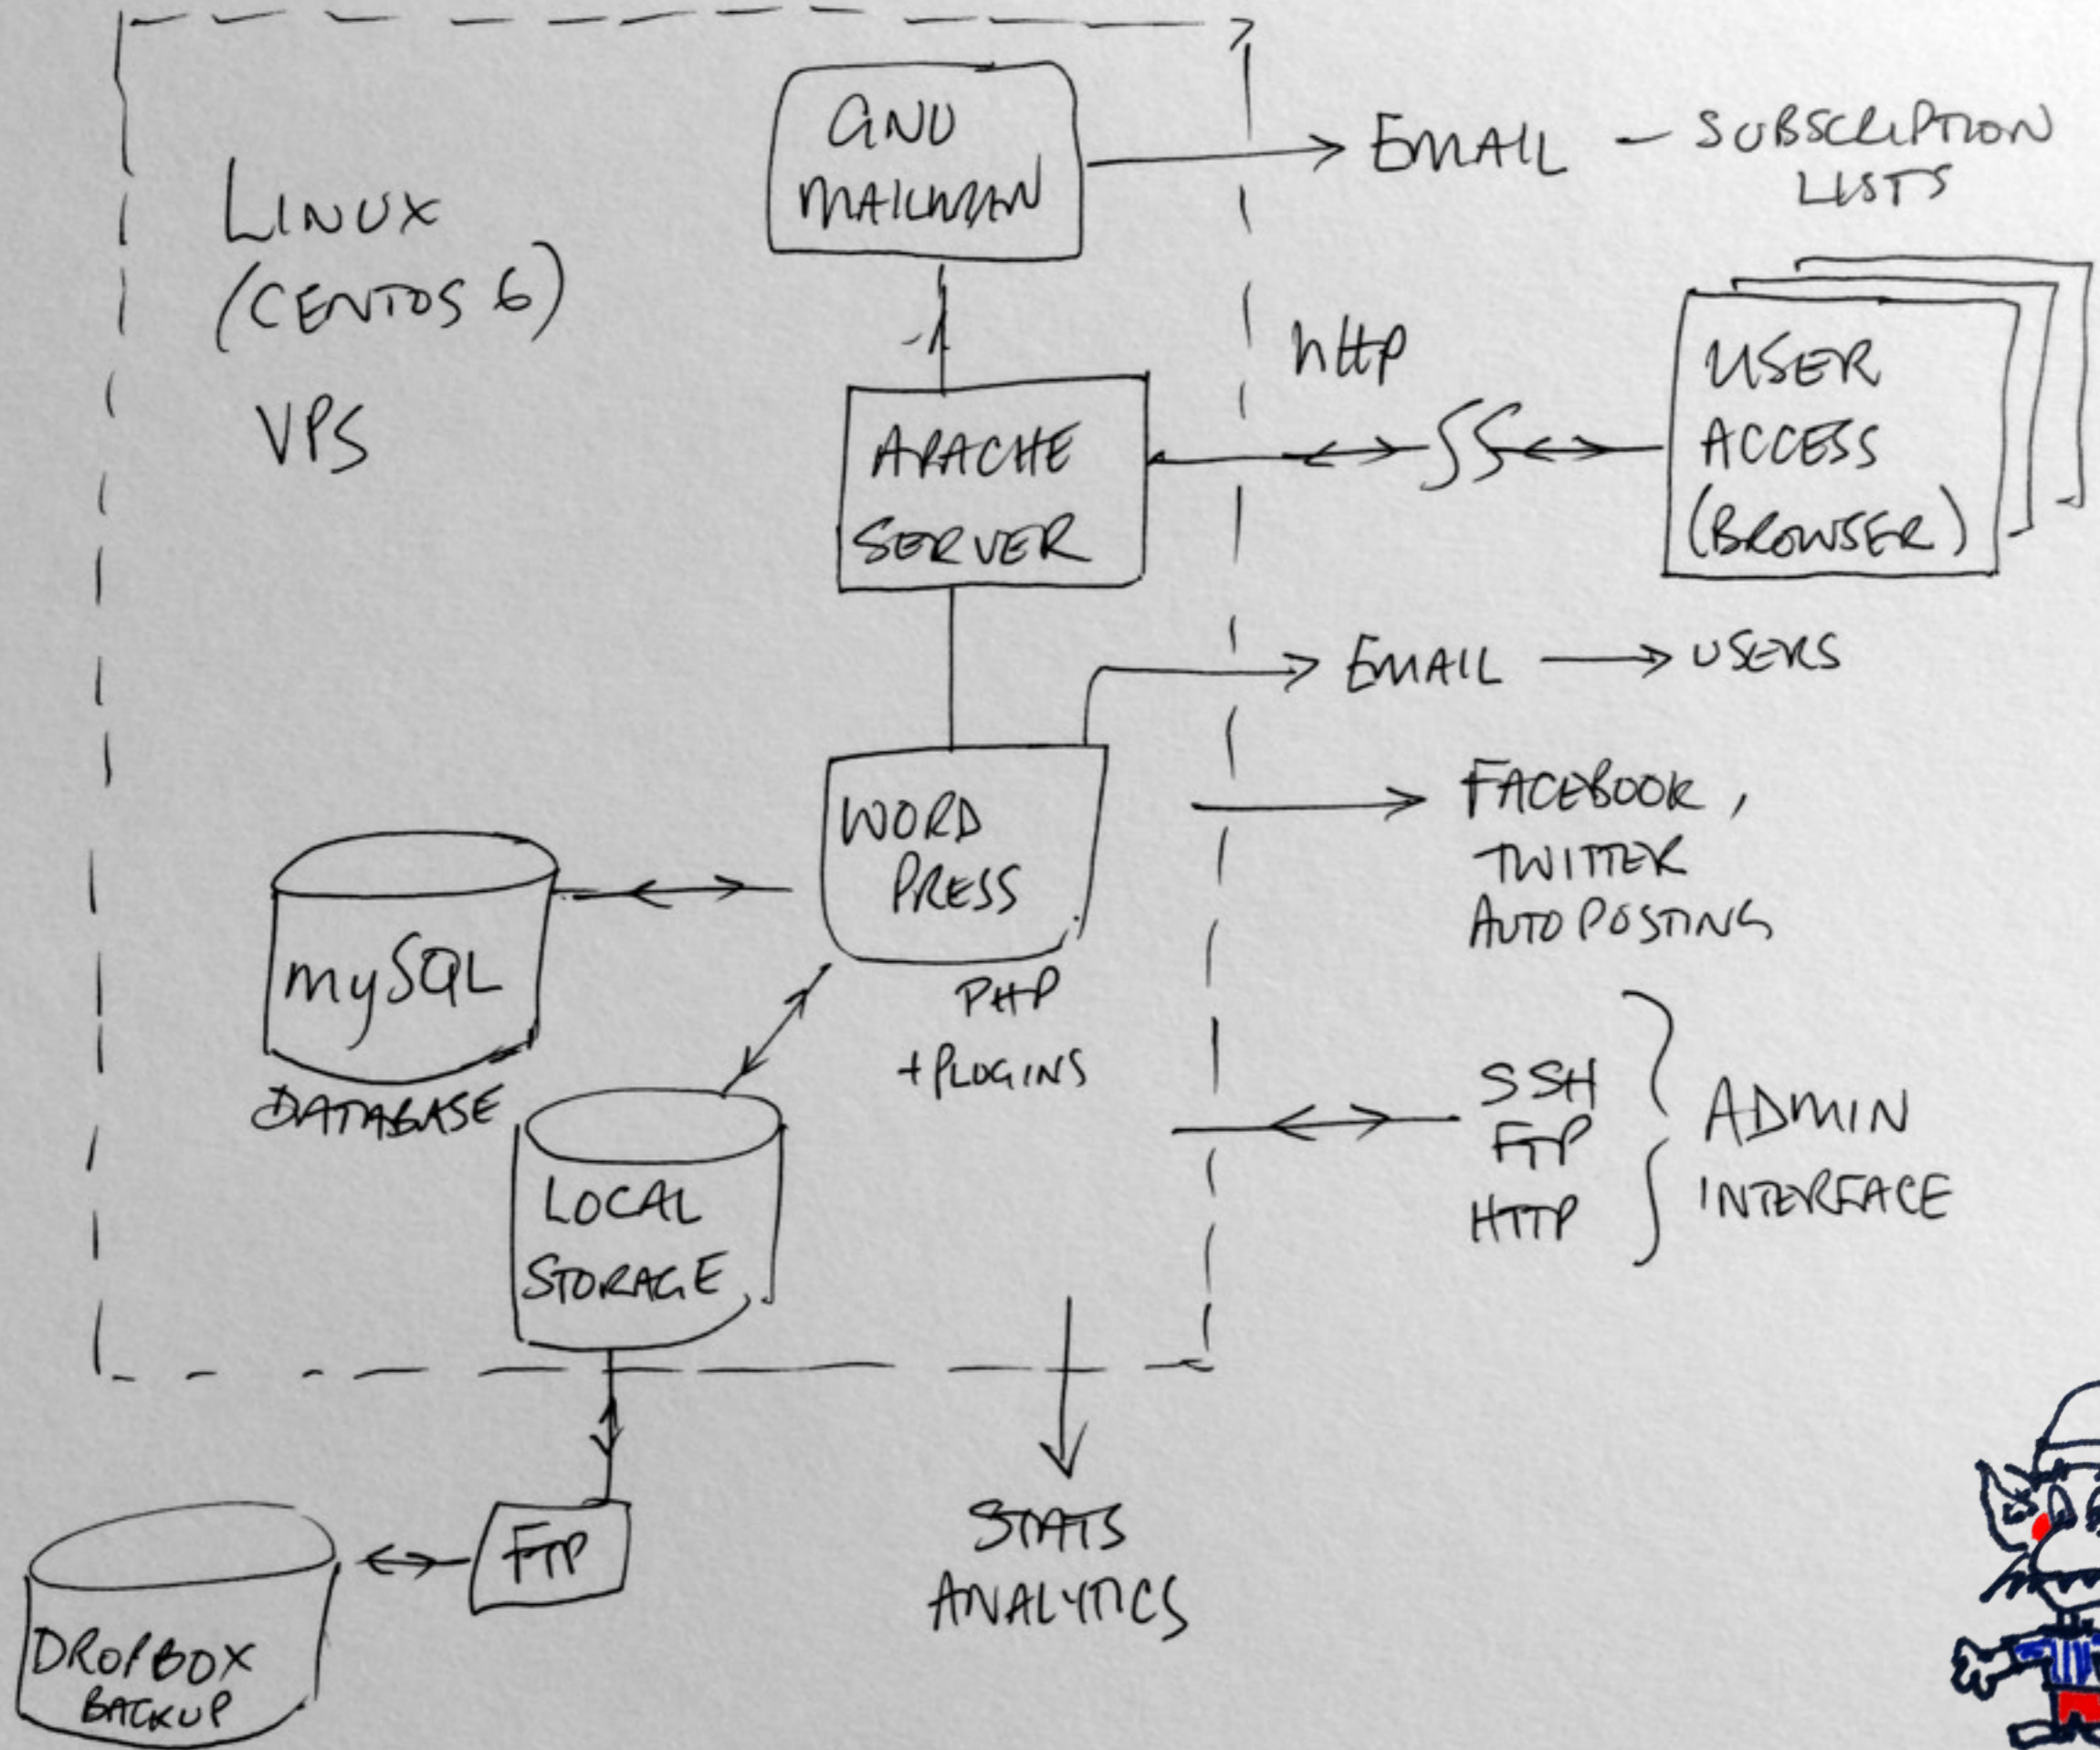 GNU
MAILMAN
EMAIL – SUBSCRIPTION
LISTS
LINUX
(CENTOS 6)
VPS
http
USER
ACCESS
(BROWSER)
APACHE
SERVER
EMAIL → USERS
WORD
PRESS
PHP
+ PLUGINS
FACEBOOK,
TWITTER
AUTO POSTING
mySQL
DATABASE
LOCAL
STORAGE
SSH
FTP
HTTP
ADMIN
INTERFACE
FTP
STATS
ANALYTICS
DROPBOX
BACKUP